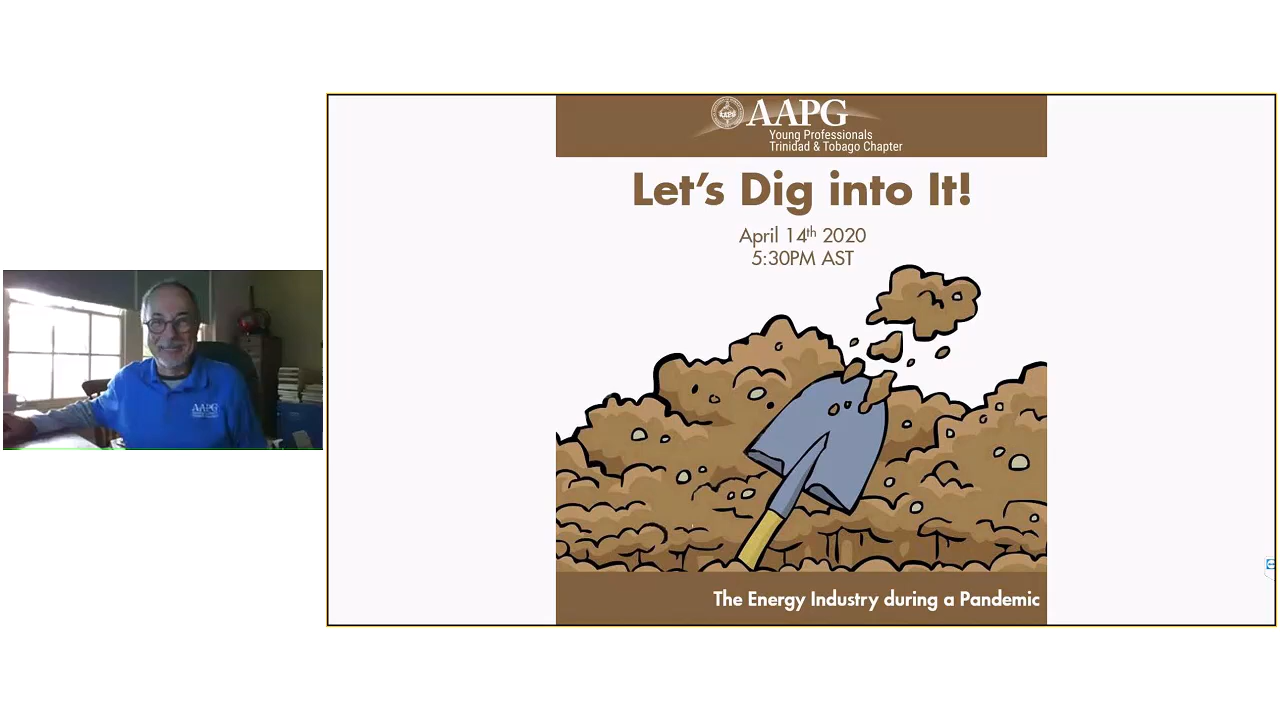 AAPG
Young Professionals
Trinidad & Tobago Chapter
Let's Dig into It!
April 14th 2020
5:30PM AST
The Energy Industry during a Pandemic
AAPG